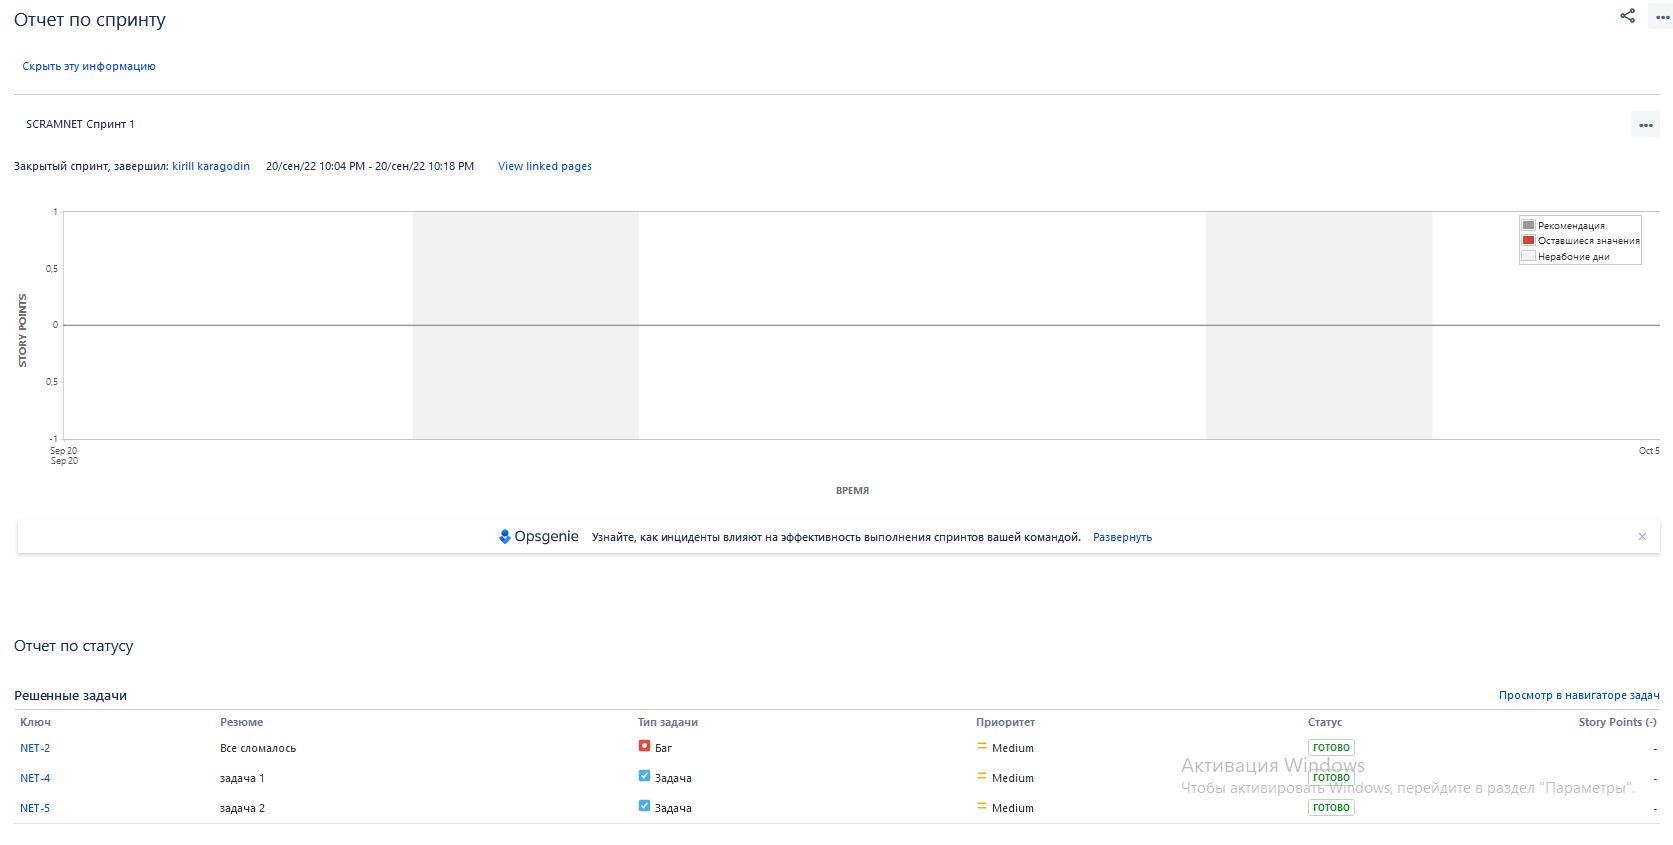 Отчет по спринту
Скрыть эту информацию
SCRAMNET Спринт 1
Закрытый спринт, завершил: kirill karagodin 20/сен/22 10:04 PM - 20/сен/22 10:18 PM View linked pages
1
0,5
0
0,5
-1
STORY POINTS
Рекомендация
Оставшиеся значения
Нерабочие дни
Sep 20
Sep 20
Oct 5
ВРЕМЯ
Opsgenie Узнайте, как инциденты влияют на эффективность выполнения спринтов вашей командой. Развернуть
Отчет по статусу
Решенные задачи Просмотр в навигаторе задач
Ключ Резюме Тип задачи Приоритет Статус Story Points (-)
NET-2 Все сломалось Баг Medium ГОТОВО -
NET-4 задача 1 Задача Medium ГОТОВО -
NET-5 задача 2 Задача Medium ГОТОВО -
Активация Windows
Чтобы активировать Windows, перейдите в раздел "Параметры".